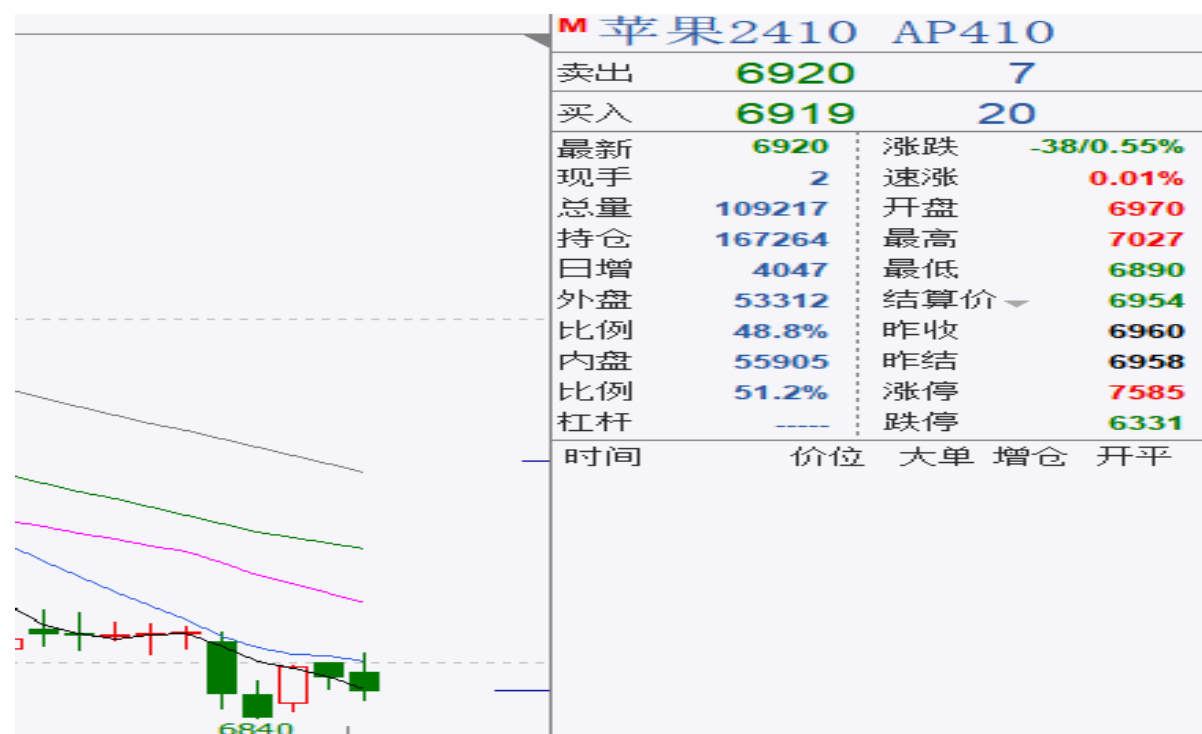 M 苹果2410 AP410
卖出 6920 7
买入 6919 20
最新 6920 涨跌 -38/0.55%
现手 2 速涨 0.01%
总量 109217 开盘 6970
持仓 167264 最高 7027
日增 4047 最低 6890
外盘 53312 结算价 6954
比例 48.8% 昨收 6960
内盘 55905 昨结 6958
比例 51.2% 涨停 7585
杠杆 ----- 跌停 6331
时间 价位 大单 增仓 开平
6840